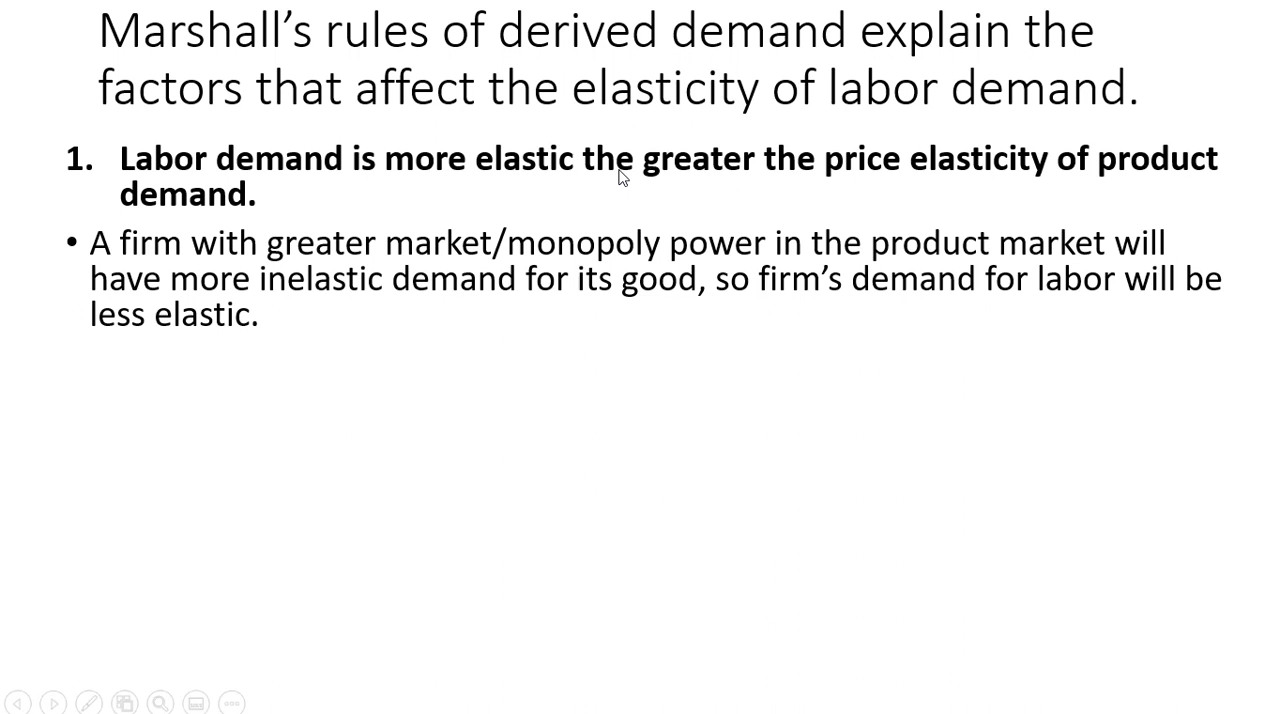 Marshall’s rules of derived demand explain the
factors that affect the elasticity of labor demand.
1. Labor demand is more elastic the greater the price elasticity of product
demand.
• A firm with greater market/monopoly power in the product market will
have more inelastic demand for its good, so firm’s demand for labor will be
less elastic.